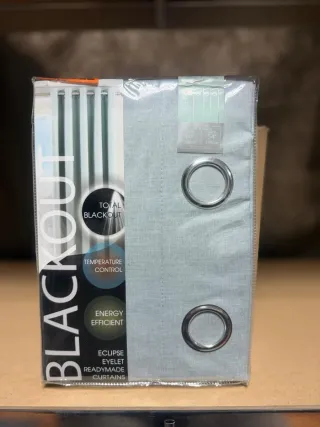 BLACKOUT
TOTAL
BLACKOUT
TEMPERATURE
CONTROL
ENERGY
EFFICIENT
ECLIPSE
EYELET
READYMADE
CURTAINS